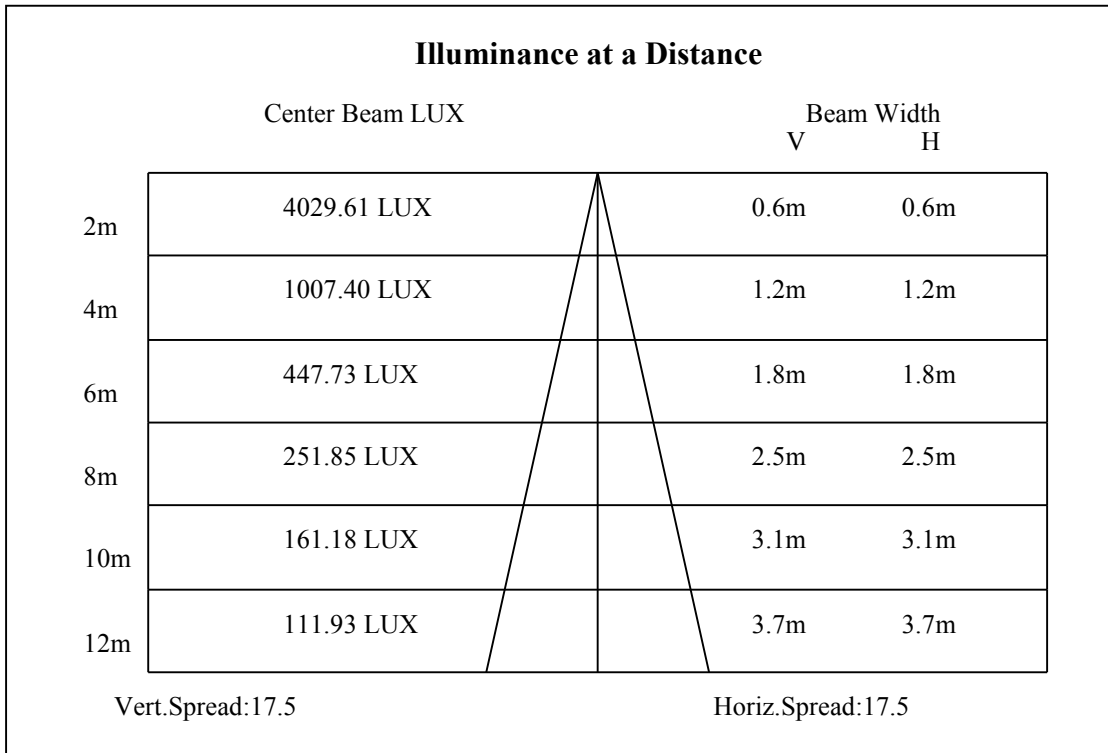 Illuminance at a Distance
Center Beam LUX Beam Width
V H
2m 4029.61 LUX 0.6m 0.6m
4m 1007.40 LUX 1.2m 1.2m
6m 447.73 LUX 1.8m 1.8m
8m 251.85 LUX 2.5m 2.5m
10m 161.18 LUX 3.1m 3.1m
12m 111.93 LUX 3.7m 3.7m
Vert.Spread:17.5 Horiz.Spread:17.5